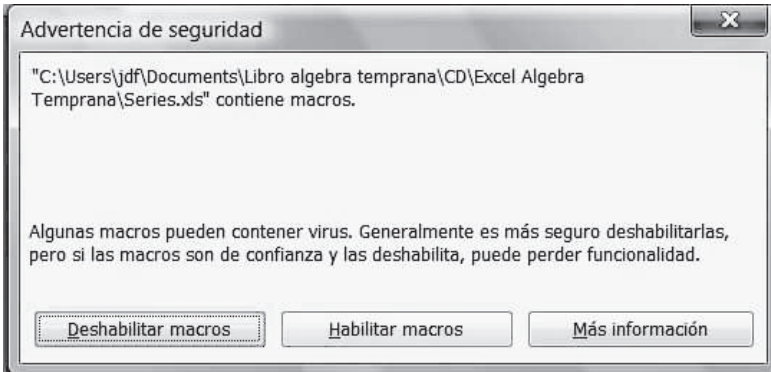 Advertencia de seguridad
"C:\Users\jdf\Documents\Libro algebra temprana\CD\Excel Algebra
Temprana\Series.xls" contiene macros.
Algunas macros pueden contener virus. Generalmente es más seguro deshabilitarlas,
pero si las macros son de confianza y las deshabilita, puede perder funcionalidad.
Deshabilitar macros
Habilitar macros
Más información